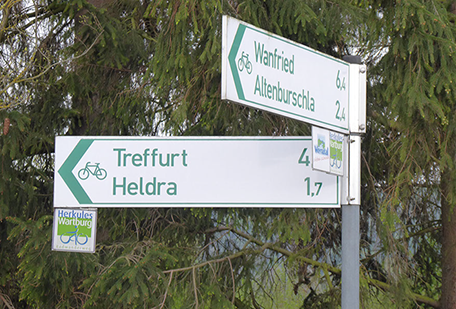 Wanfried 6,4
Altenburschla 2,4
Treffurt 4
Heldra 1,7
Herkules
Wartburg